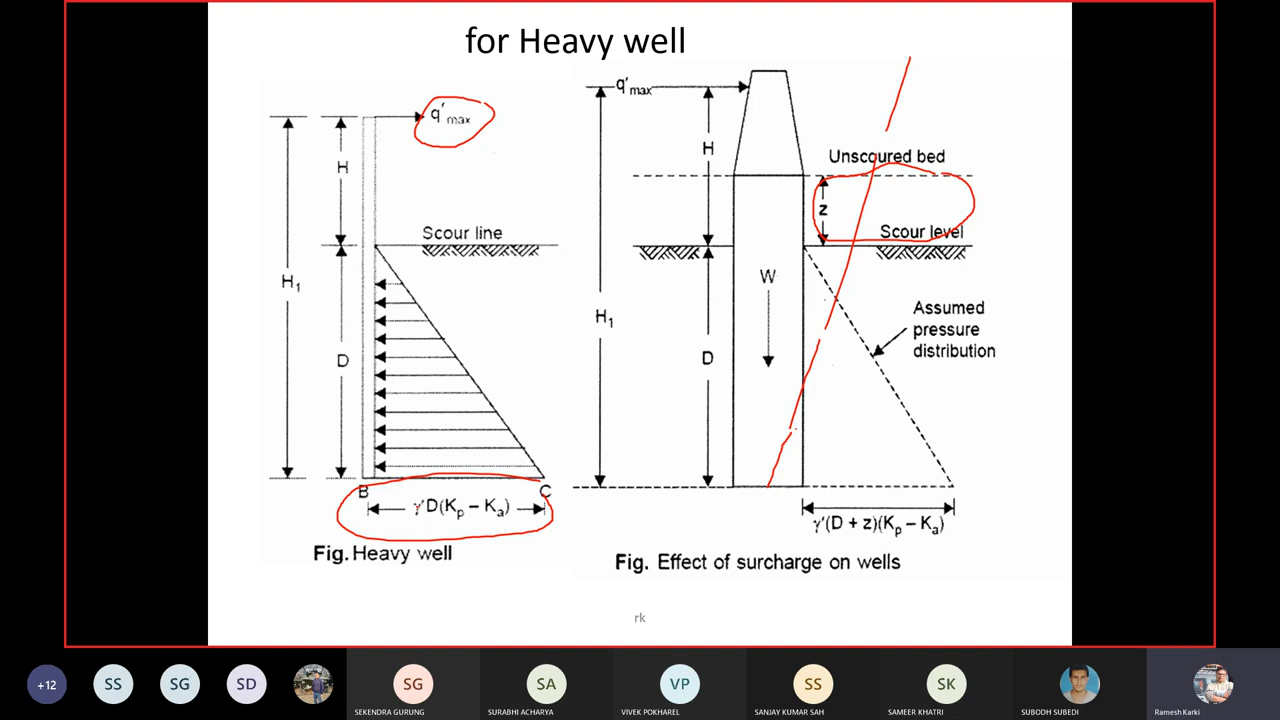 for Heavy well
q'max
H
Scour line
H1
D
B
C
γ'D(Kp – Ka)
Fig. Heavy well
q'max
H
Unscoured bed
z
Scour level
W
H1
D
Assumed
pressure
distribution
γ'(D + z)(Kp – Ka)
Fig. Effect of surcharge on wells
rk
+12
SS
SG
SD
SG
SEKENDRA GURUNG
SA
SURABHI ACHARYA
VP
VIVEK POKHAREL
SS
SANJAY KUMAR SAH
SK
SAMEER KHATRI
SUBODH SUBEDI
Ramesh Karki